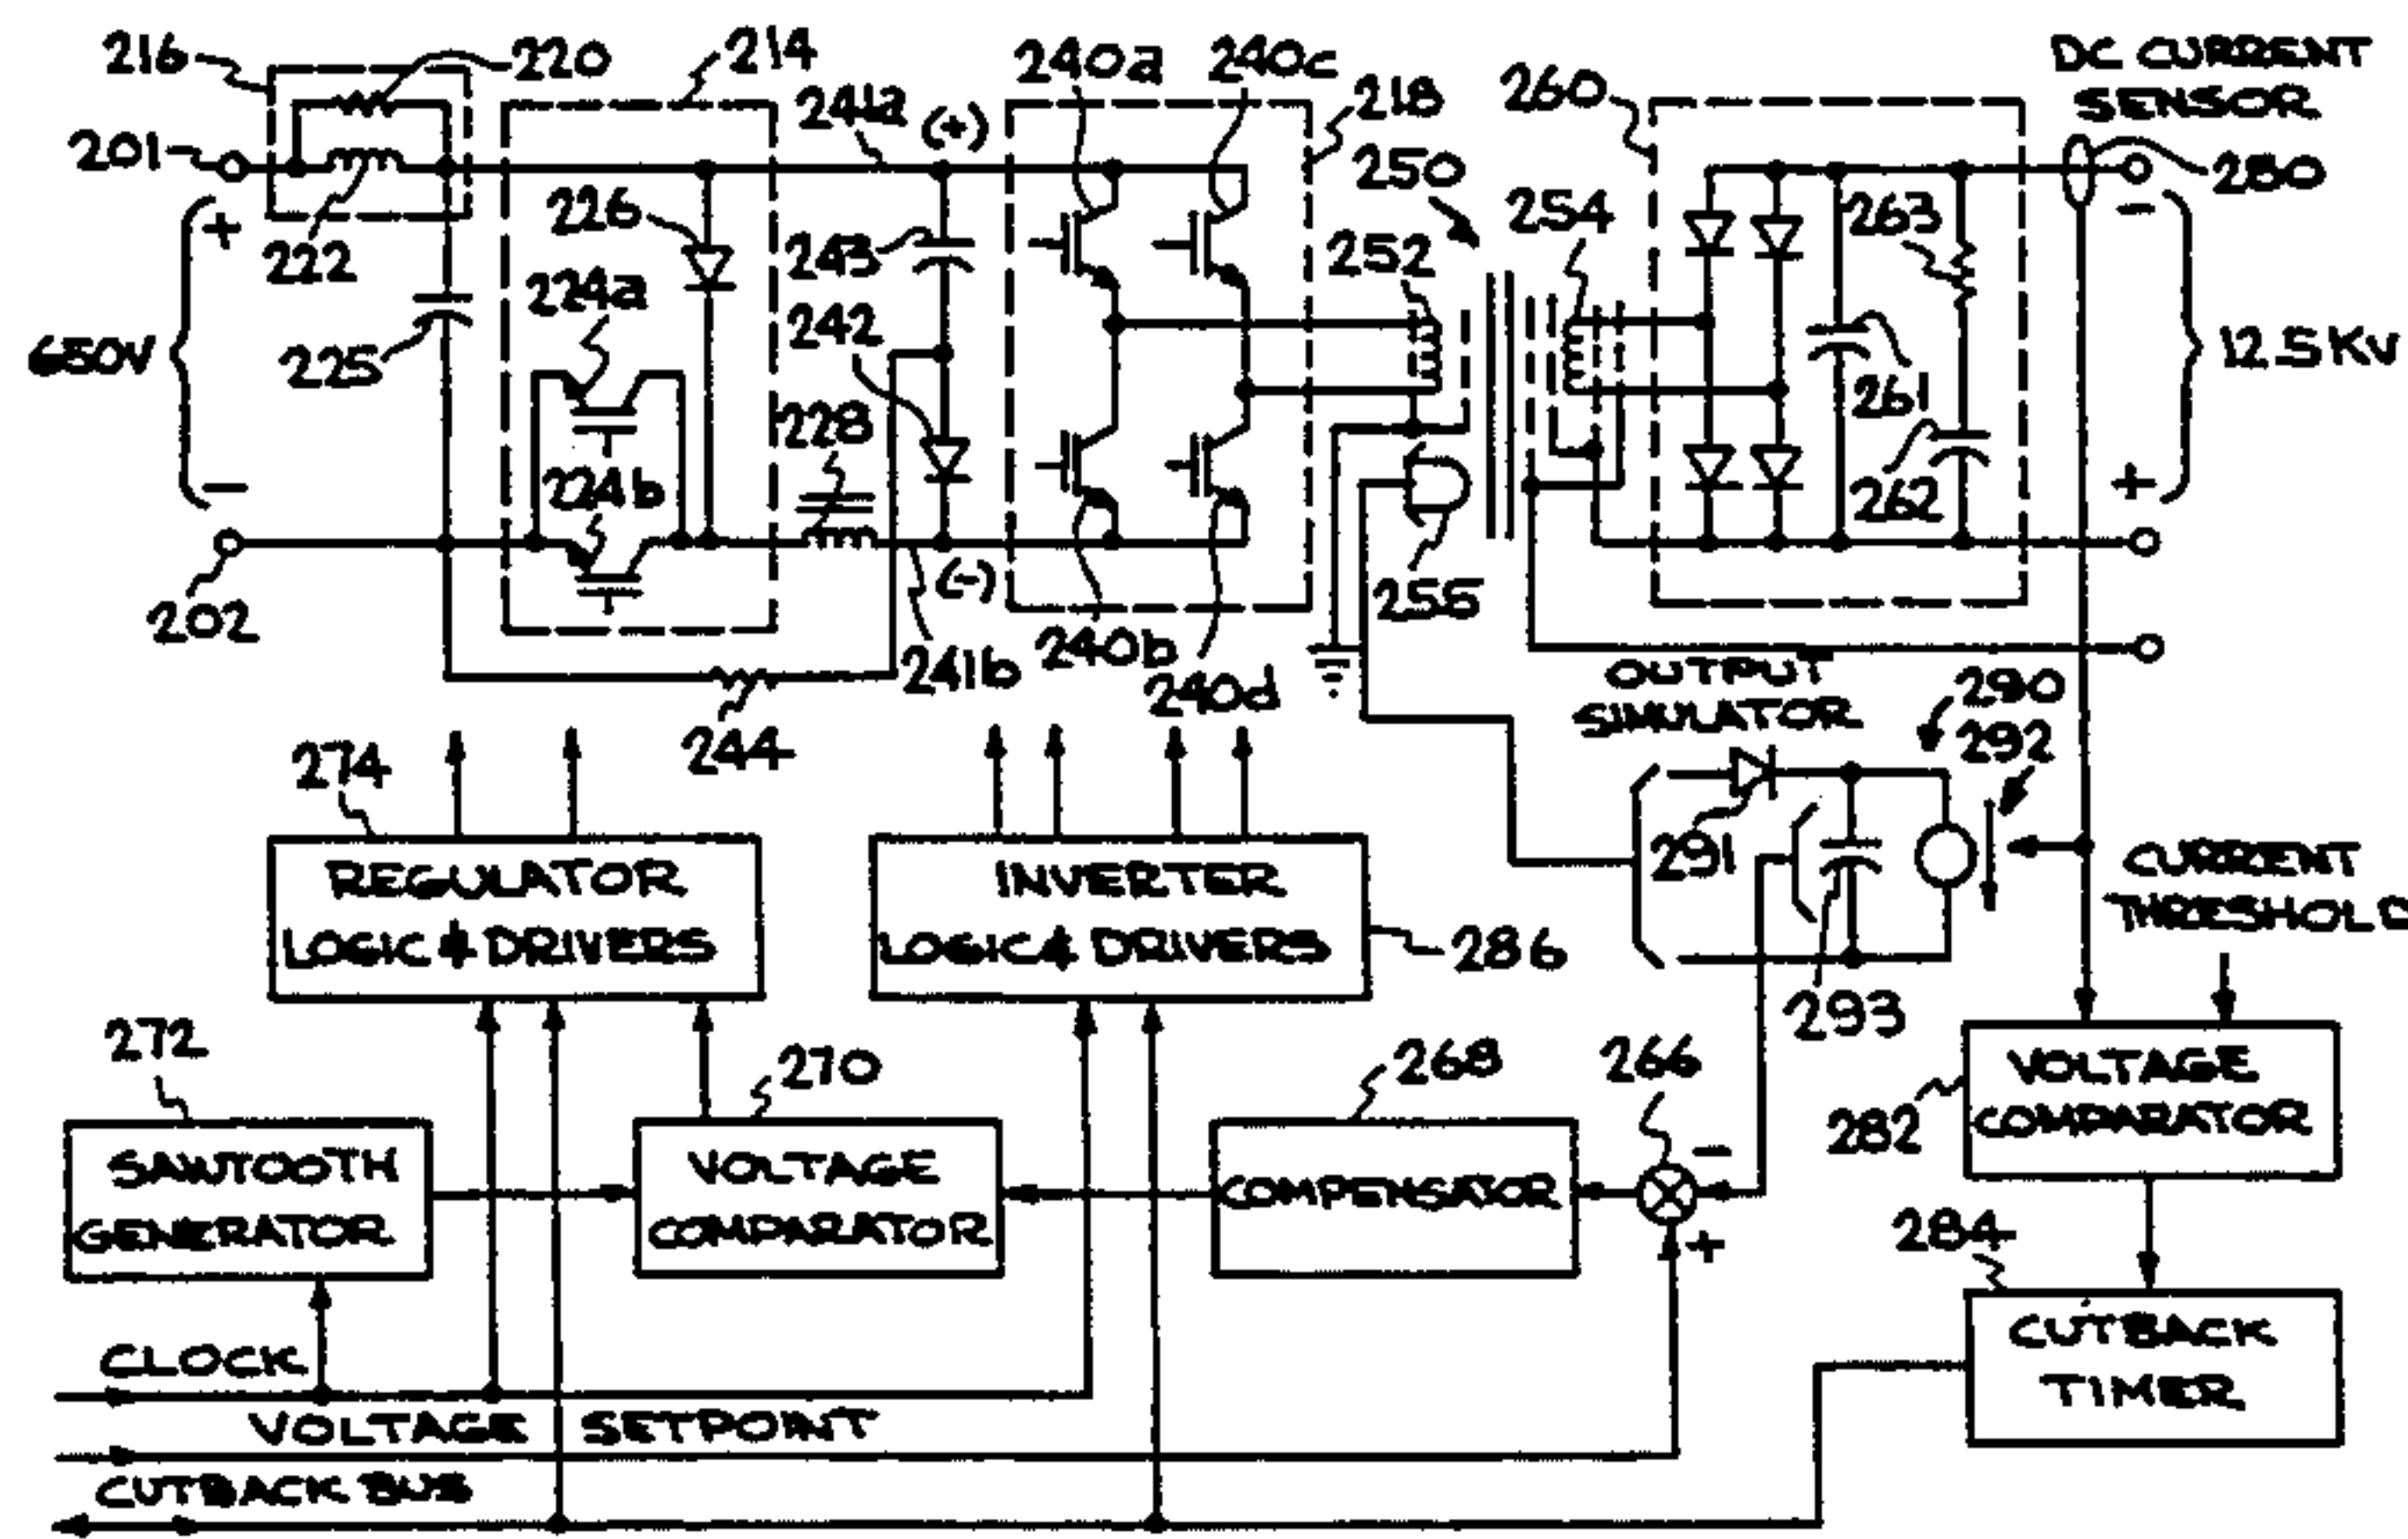 216
220
214
240a
240c
218
260
DC CURRENT
SENSOR
201
241a
(+)
250
254
280
+
222
226
224a
243
242
252
263
−
650V
225
228
261
12.5KV
224b
262
−
+
202
(-)
255
241b
240b
240d
244
OUTPUT
SIMULATOR
290
292
274
291
CURRENT
THRESHOLD
REGULATOR
LOGIC & DRIVERS
INVERTER
LOGIC & DRIVERS
286
293
272
270
268
266
282
VOLTAGE
COMPARATOR
SAWTOOTH
GENERATOR
VOLTAGE
COMPARATOR
COMPENSATOR
−
+
284
CUTBACK
TIMER
CLOCK
VOLTAGE SETPOINT
CUTBACK BUS